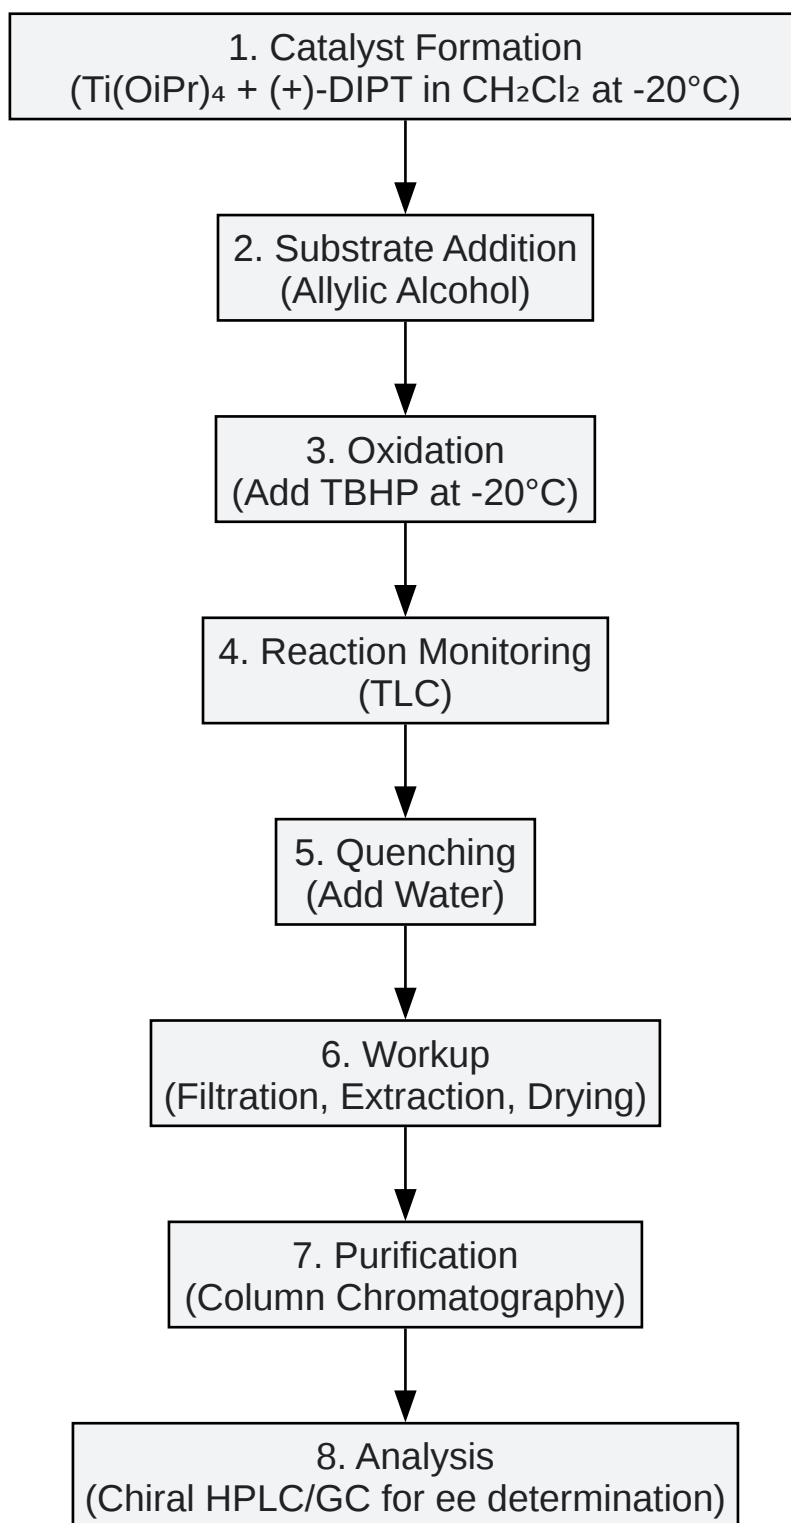 1. Catalyst Formation
(Ti(OiPr)₄ + (+)-DIPT in CH₂Cl₂ at -20°C)
2. Substrate Addition
(Allylic Alcohol)
3. Oxidation
(Add TBHP at -20°C)
4. Reaction Monitoring
(TLC)
5. Quenching
(Add Water)
6. Workup
(Filtration, Extraction, Drying)
7. Purification
(Column Chromatography)
8. Analysis
(Chiral HPLC/GC for ee determination)